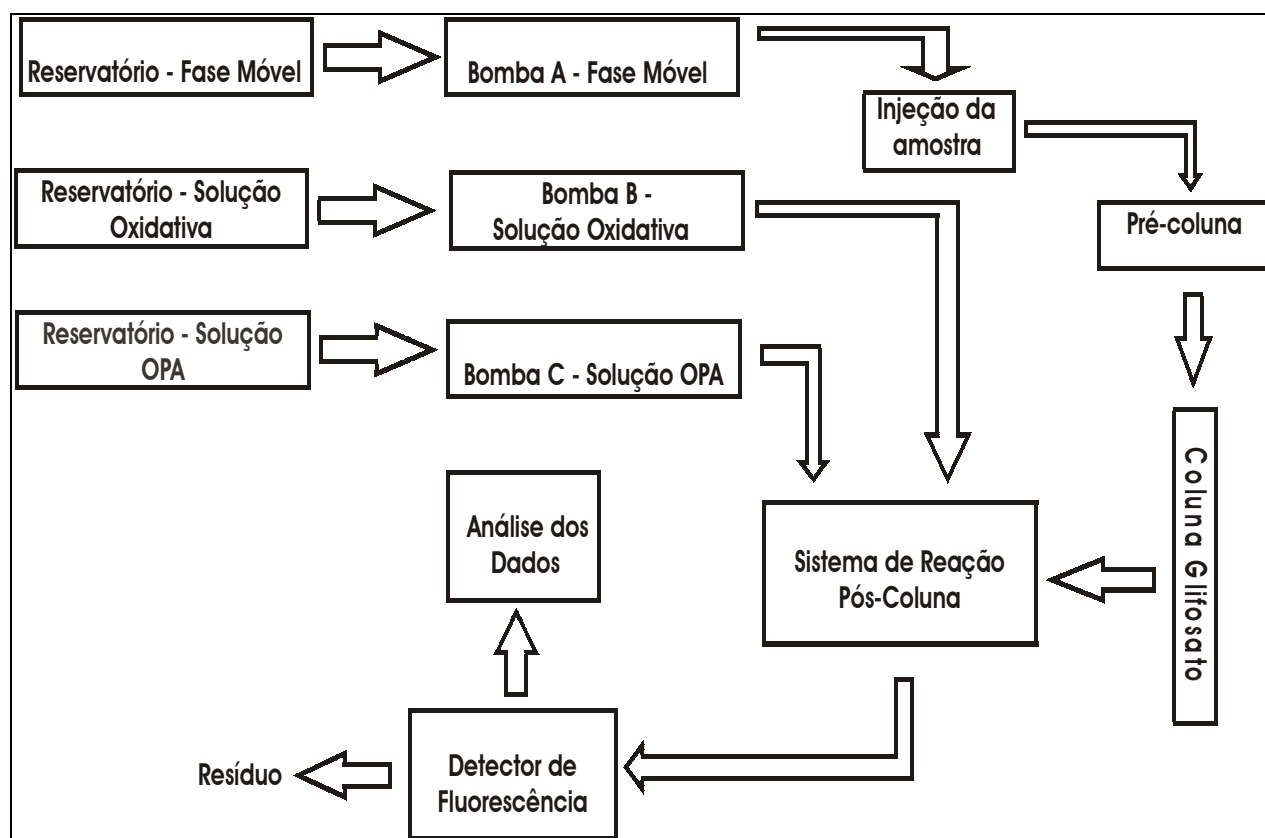 Reservatório - Fase Móvel
Bomba A - Fase Móvel
Injeção da
amostra
Reservatório - Solução
Oxidativa
Bomba B -
Solução Oxidativa
Pré-coluna
Reservatório - Solução
OPA
Bomba C - Solução OPA
Coluna Glifosato
Análise dos
Dados
Sistema de Reação
Pós-Coluna
Resíduo
Detector de
Fluorescência